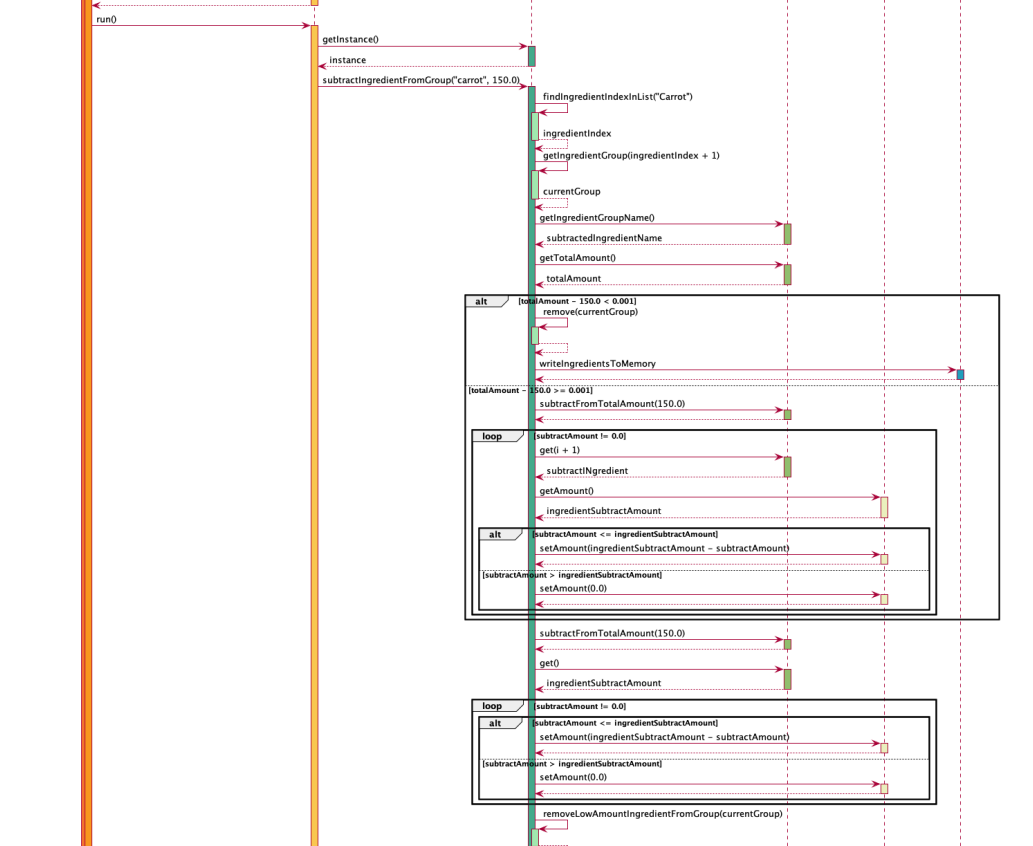 run()
getInstance()
instance
subtractIngredientFromGroup("carrot", 150.0)
findIngredientIndexInList("Carrot")
ingredientIndex
getIngredientGroup(ingredientIndex + 1)
currentGroup
getIngredientGroupName()
subtractedIngredientName
getTotalAmount()
totalAmount
alt [totalAmount - 150.0 < 0.001]
remove(currentGroup)
writeIngredientsToMemory
[totalAmount - 150.0 >= 0.001]
subtractFromTotalAmount(150.0)
loop [subtractAmount != 0.0]
get(i + 1)
subtractINgredient
getAmount()
ingredientSubtractAmount
alt [subtractAmount <= ingredientSubtractAmount]
setAmount(ingredientSubtractAmount - subtractAmount)
[subtractAmount > ingredientSubtractAmount]
setAmount(0.0)
subtractFromTotalAmount(150.0)
get()
ingredientSubtractAmount
loop [subtractAmount != 0.0]
alt [subtractAmount <= ingredientSubtractAmount]
setAmount(ingredientSubtractAmount - subtractAmount)
[subtractAmount > ingredientSubtractAmount]
setAmount(0.0)
removeLowAmountIngredientFromGroup(currentGroup)